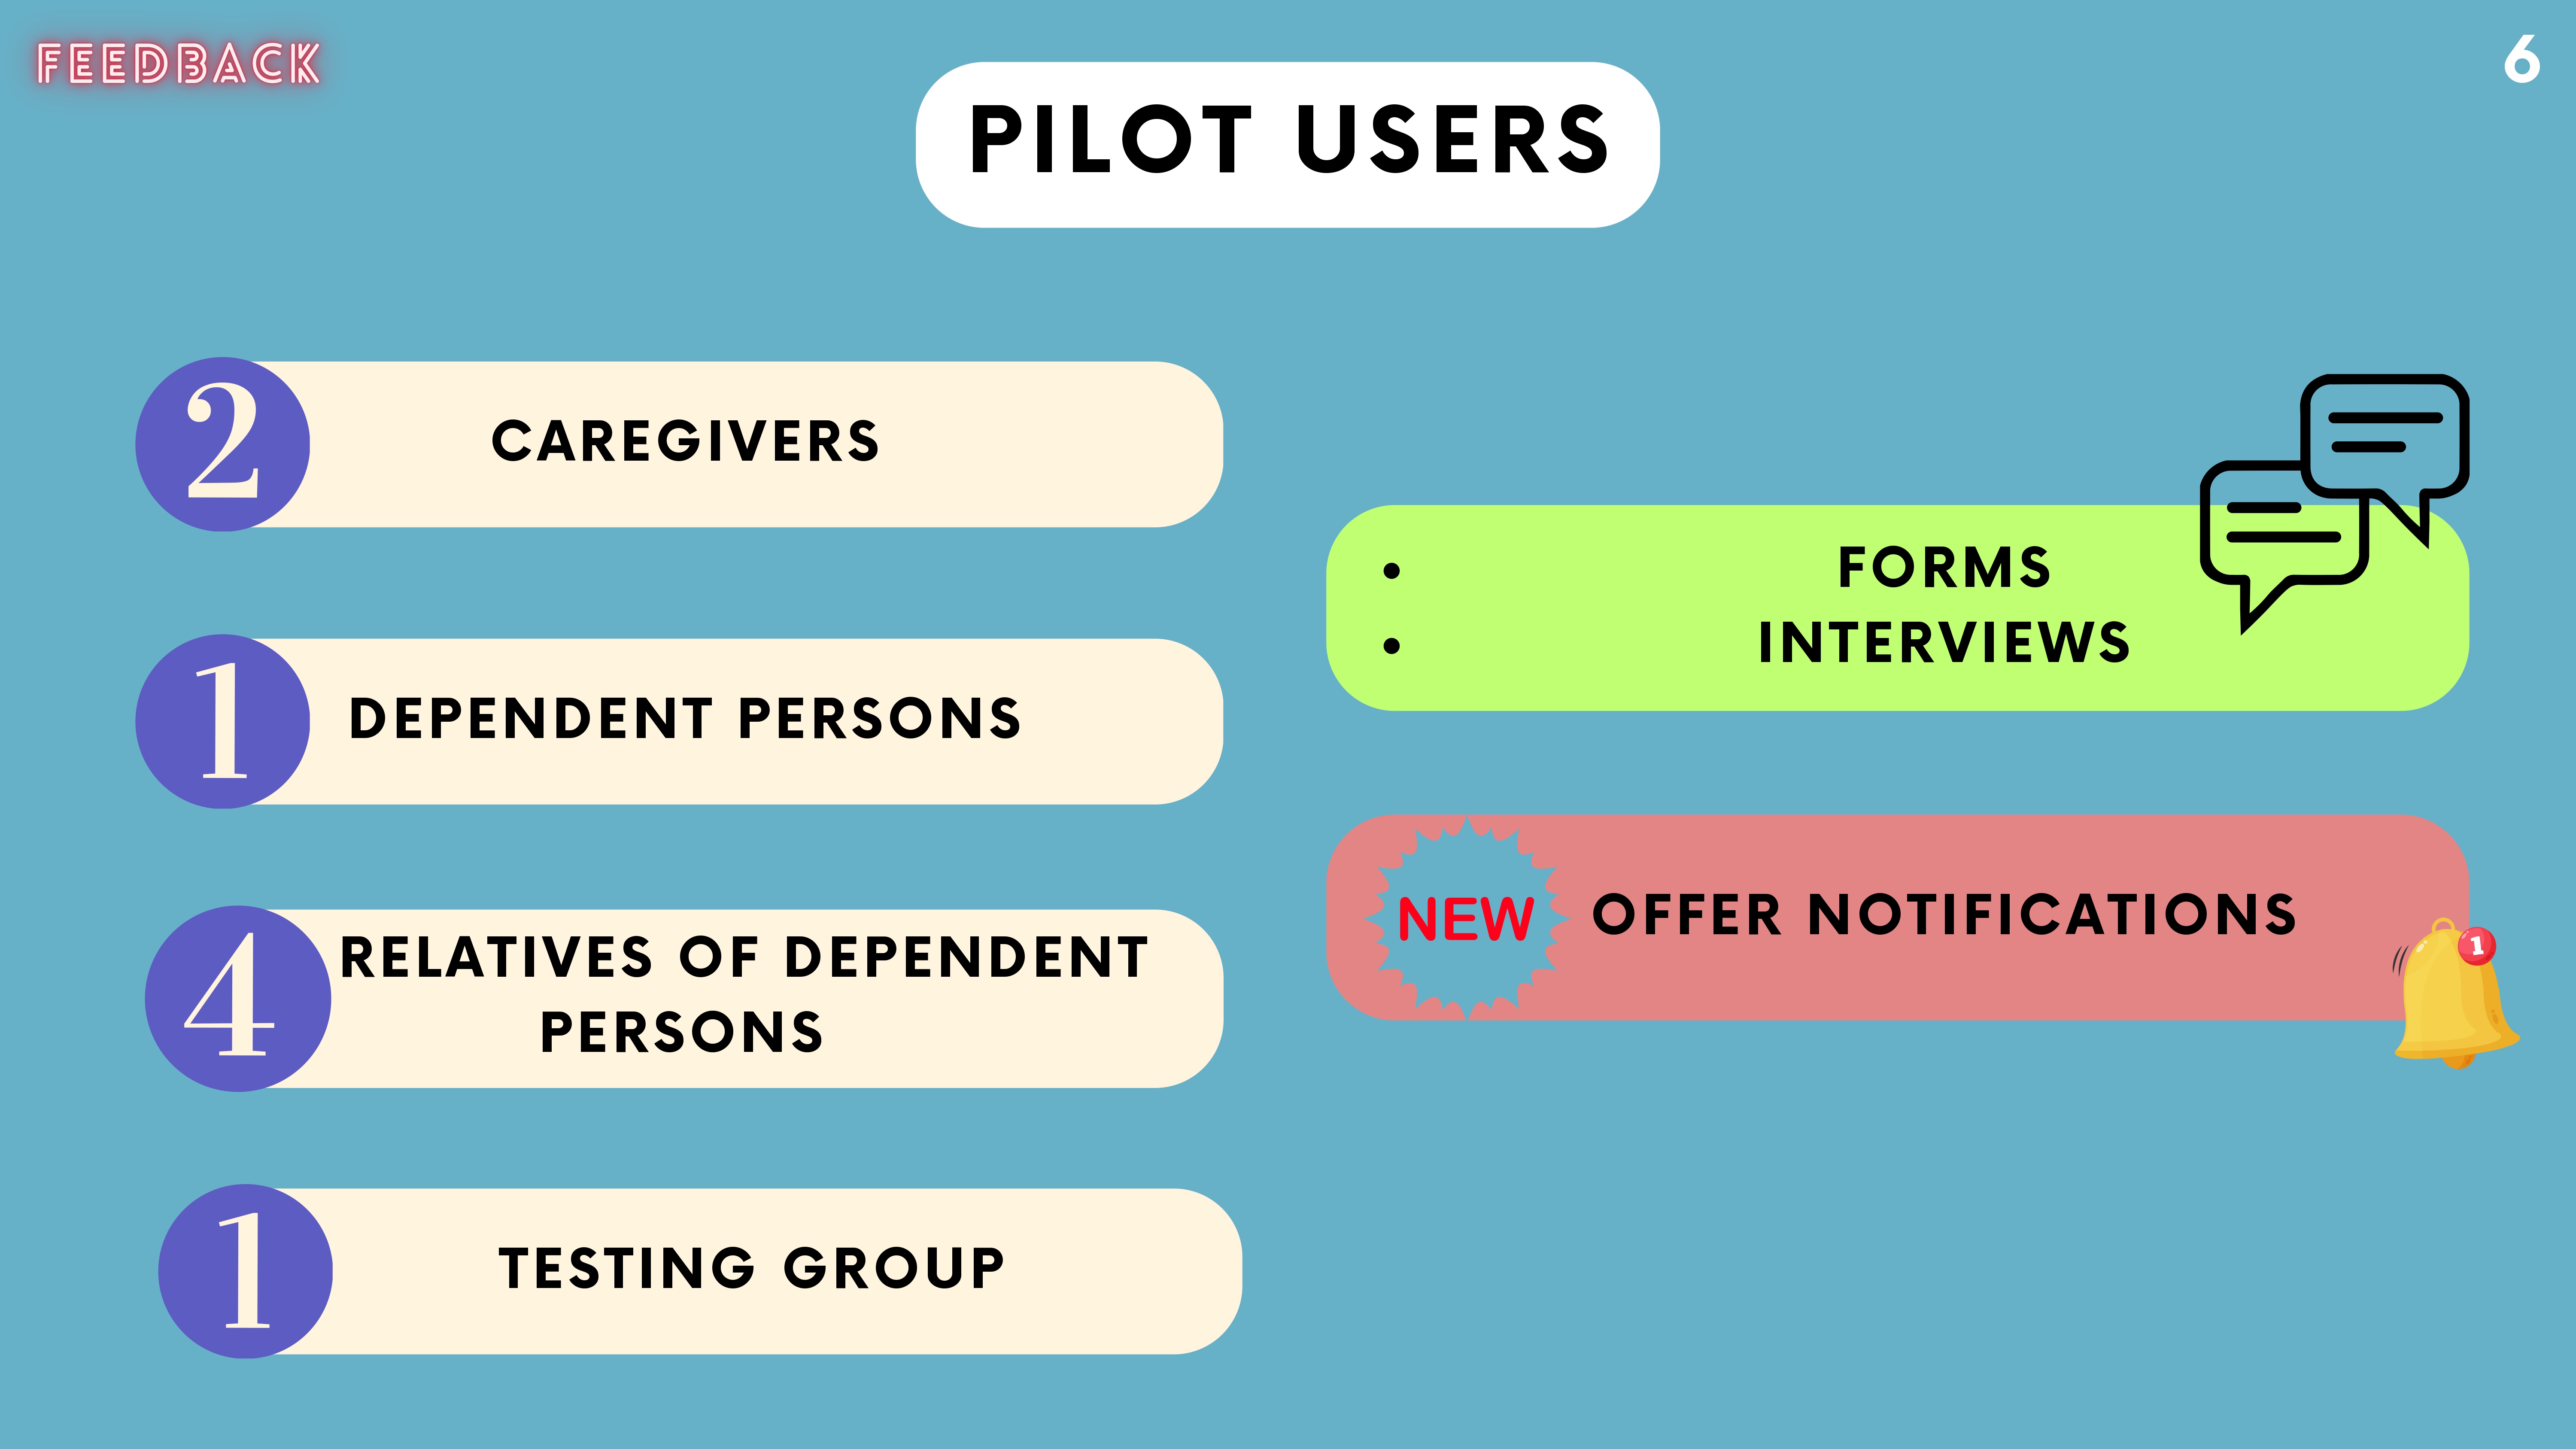 FEEDBACK
6
PILOT USERS
2
CAREGIVERS
1
DEPENDENT PERSONS
4
RELATIVES OF DEPENDENT
PERSONS
1
TESTING GROUP
• FORMS
• INTERVIEWS
NEW
OFFER NOTIFICATIONS
1